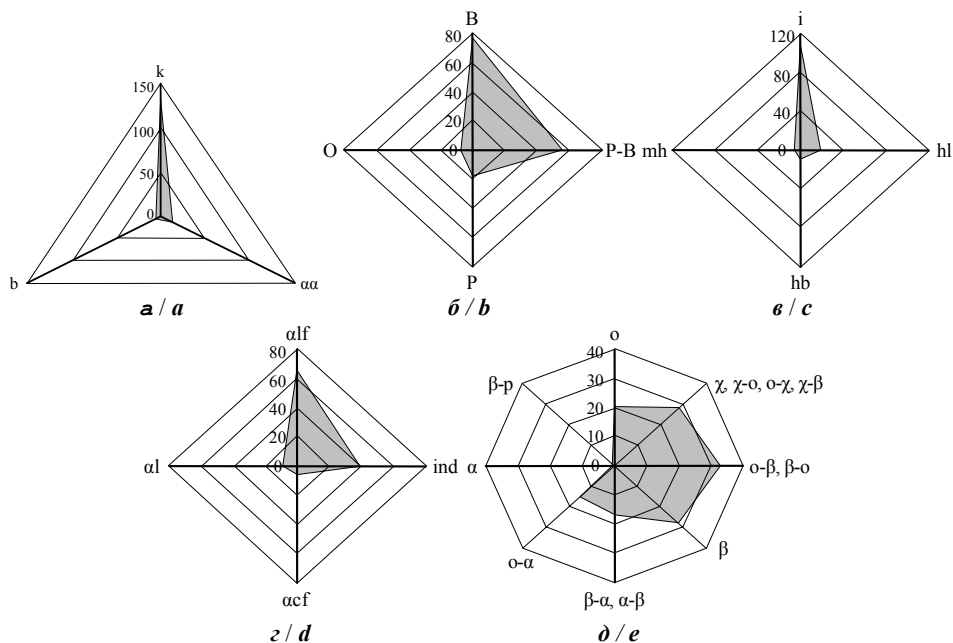 k
150
100
50
0
b
αα
а / a
B
80
60
40
20
0
O
P-B
P
б / b
i
120
80
40
0
mh
hl
hb
в / c
αlf
80
60
40
20
0
αl
ind
αcf
г / d
o
40
30
20
10
0
β-p
χ, χ-o, o-χ, χ-β
α
o-β, β-o
o-α
β
β-α, α-β
д / e